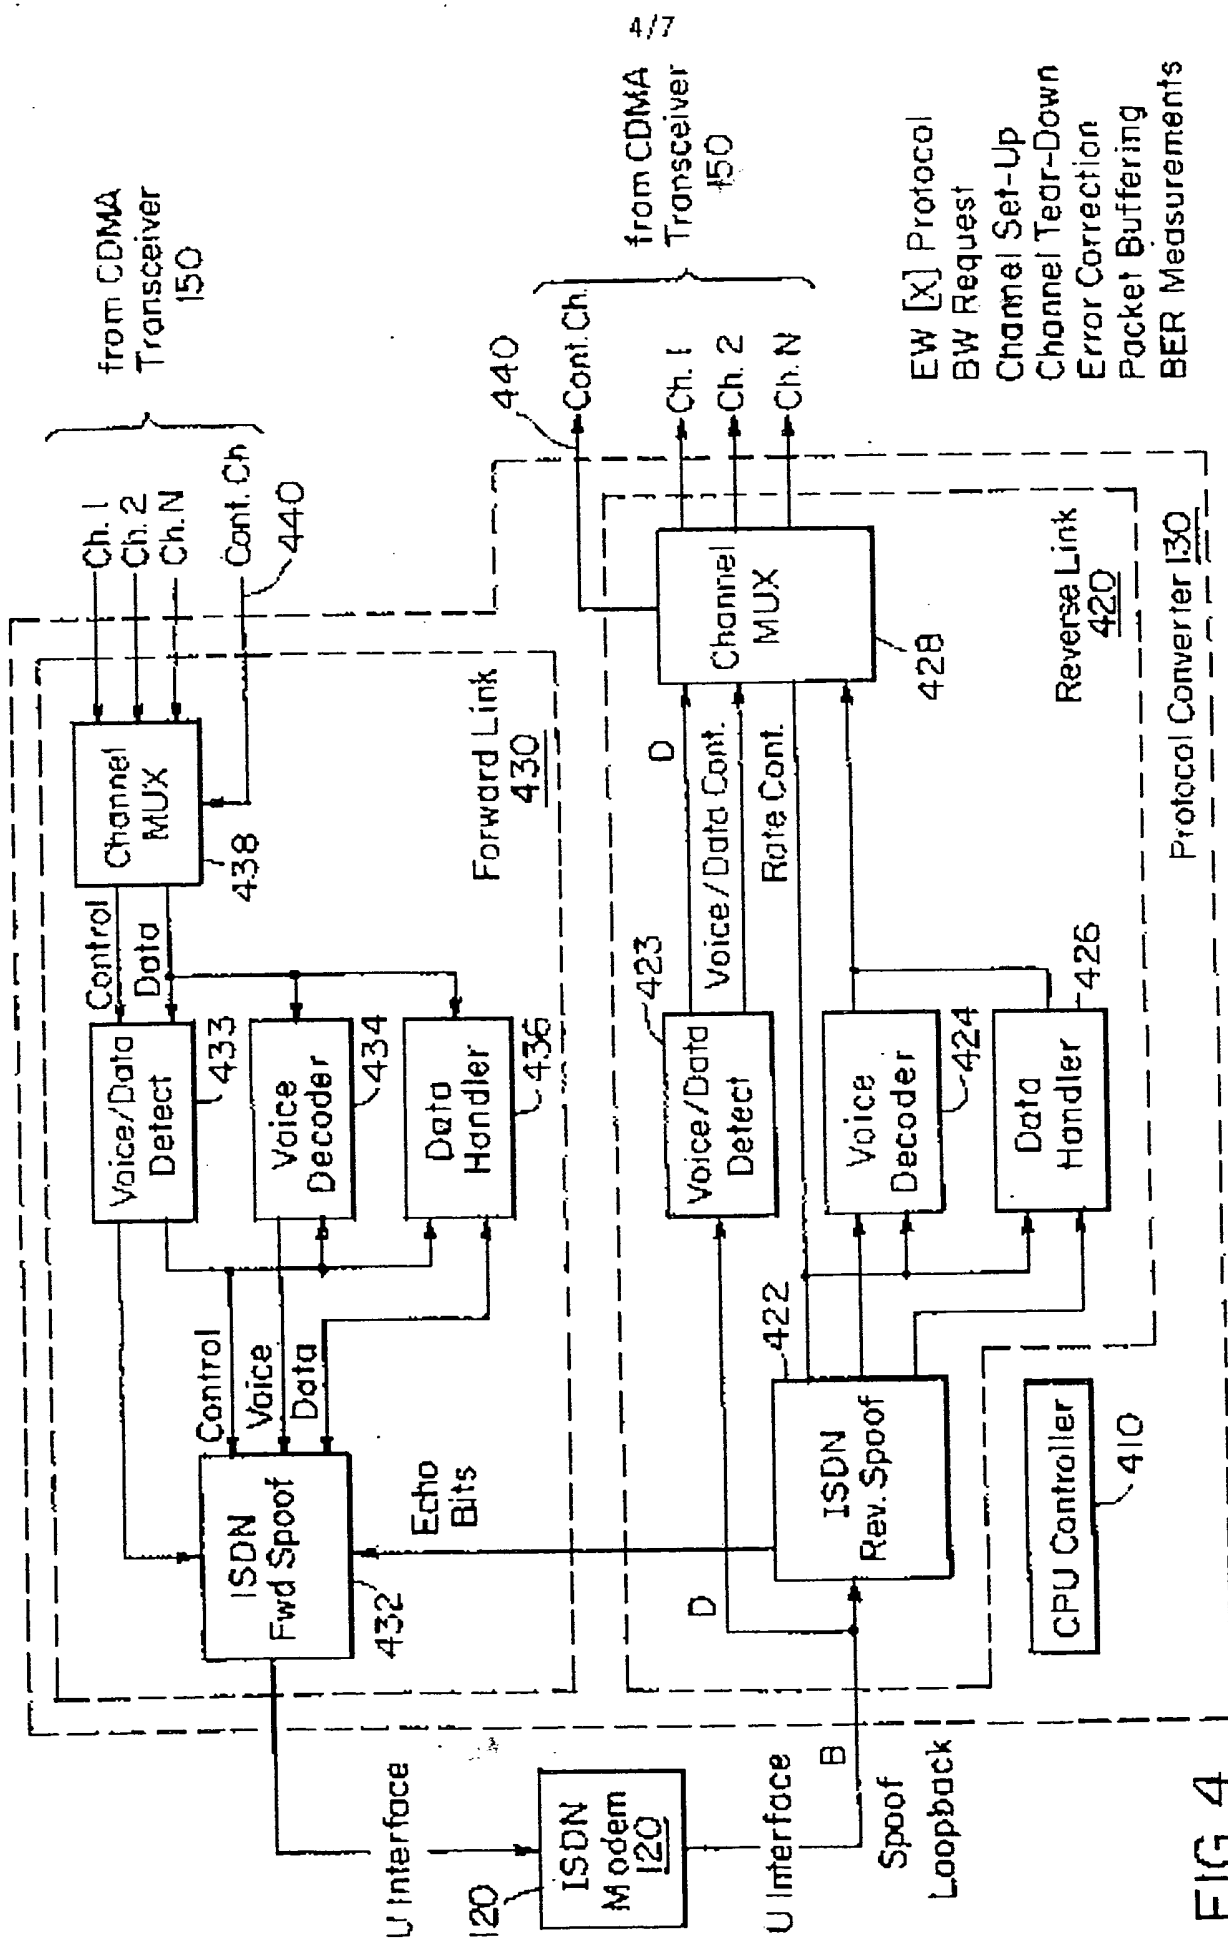 4/7
from CDMA
Transceiver
150
Ch. 1
Ch. 2
Ch. N
Cont. Ch
440
Channel
MUX
438
Control
Data
Voice/Data
Detect
433
Voice
Decoder
434
Data
Handler
436
Forward Link
430
Control
Voice
Data
ISDN
Fwd Spoof
432
Echo
Bits
U Interface
120
ISDN
Modem
120
U Interface
B
Spoof
Loopback
D
ISDN
Rev. Spoof
422
Voice/Data
Detect
423
Voice
Decoder
424
Data
Handler
426
D
Voice/Data Cont.
Rate Cont.
Channel
MUX
428
440
Cont. Ch.
Ch. 1
Ch. 2
Ch. N
from CDMA
Transceiver
150
Reverse Link
420
CPU Controller
410
Protocol Converter 130
EW [X] Protocol
BW Request
Channel Set-Up
Channel Tear-Down
Error Correction
Packet Buffering
BER Measurements
FIG. 4